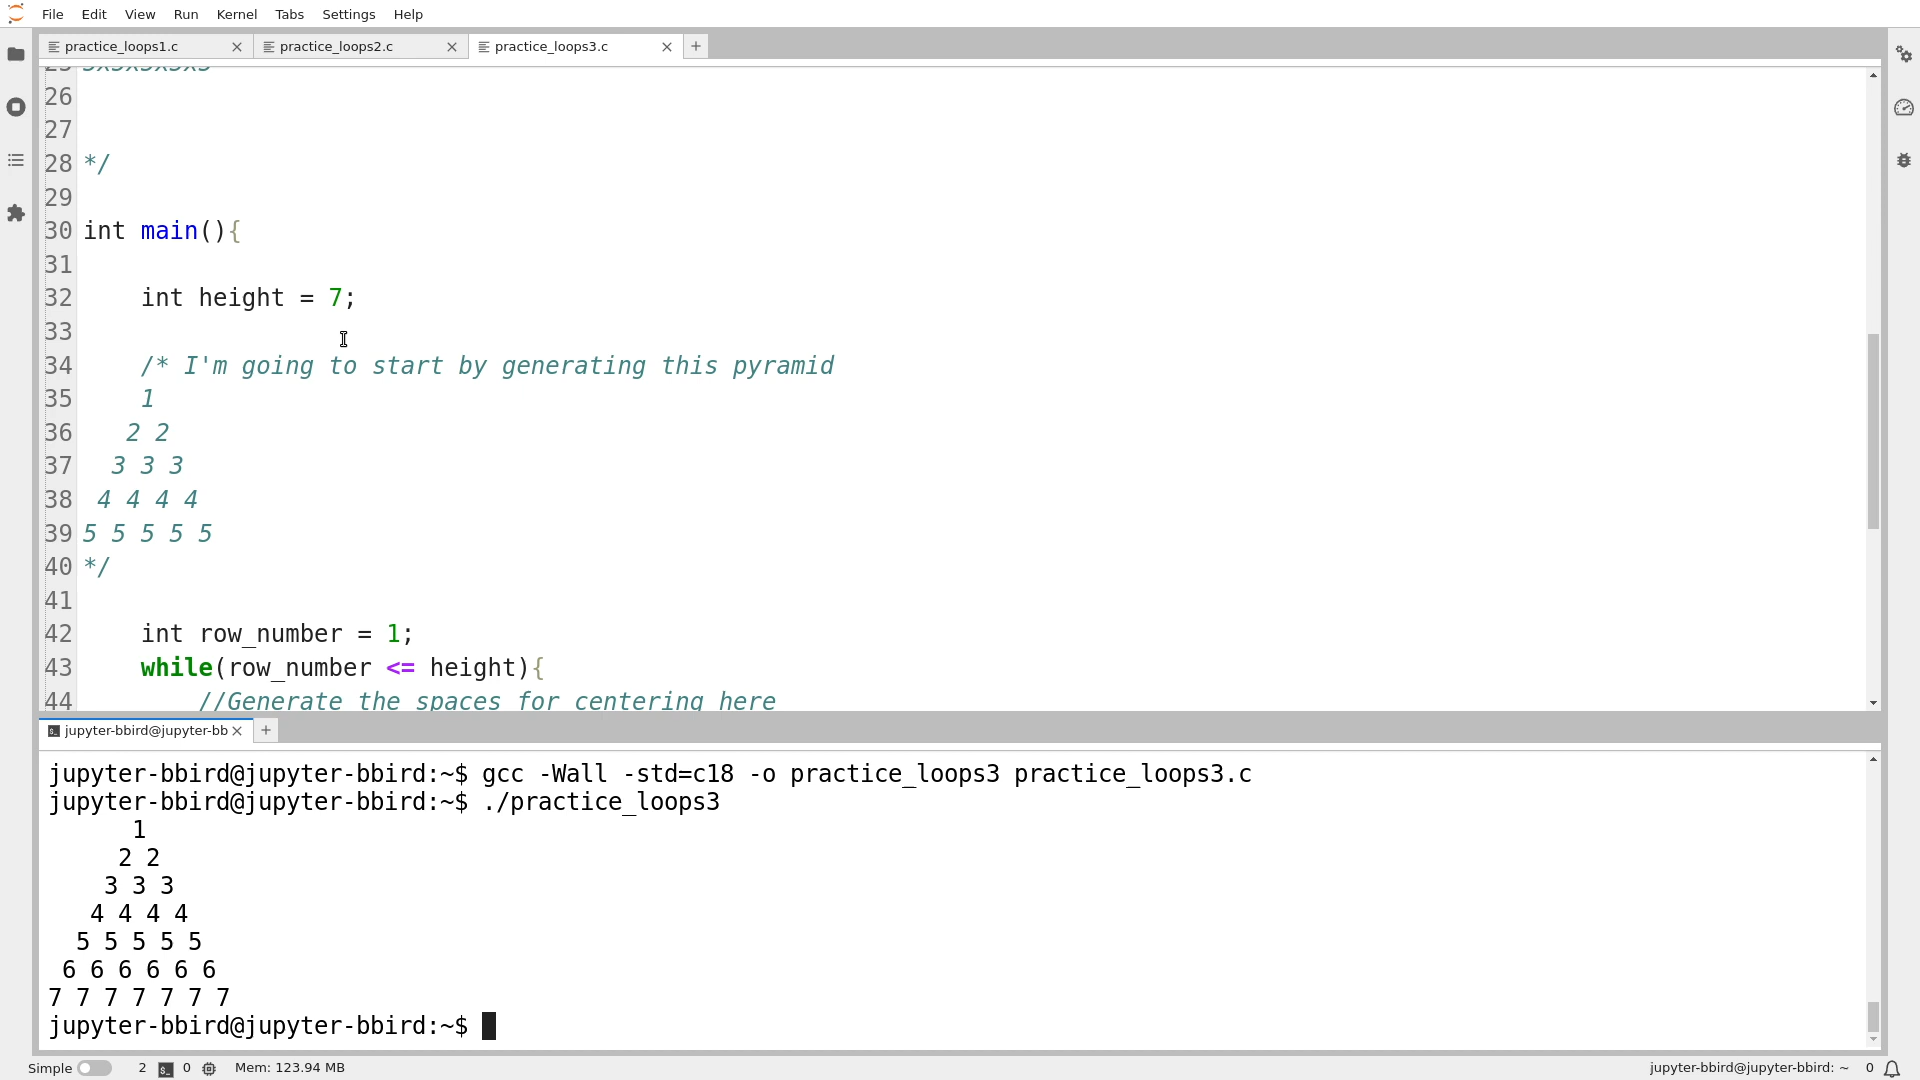 File Edit View Run Kernel Tabs Settings Help
practice_loops1.c practice_loops2.c practice_loops3.c
25 5x5x5x5x5
26
27
28 */
29
30 int main(){
31
32     int height = 7;
33
34     /* I'm going to start by generating this pyramid
35     1
36    2 2
37   3 3 3
38  4 4 4 4
39 5 5 5 5 5
40 */
41
42     int row_number = 1;
43     while(row_number <= height){
44         //Generate the spaces for centering here
jupyter-bbird@jupyter-bb
jupyter-bbird@jupyter-bbird:~$ gcc -Wall -std=c18 -o practice_loops3 practice_loops3.c
jupyter-bbird@jupyter-bbird:~$ ./practice_loops3
      1
     2 2
    3 3 3
   4 4 4 4
  5 5 5 5 5
 6 6 6 6 6 6
7 7 7 7 7 7 7
jupyter-bbird@jupyter-bbird:~$
Simple 2 0 Mem: 123.94 MB jupyter-bbird@jupyter-bbird: ~ 0